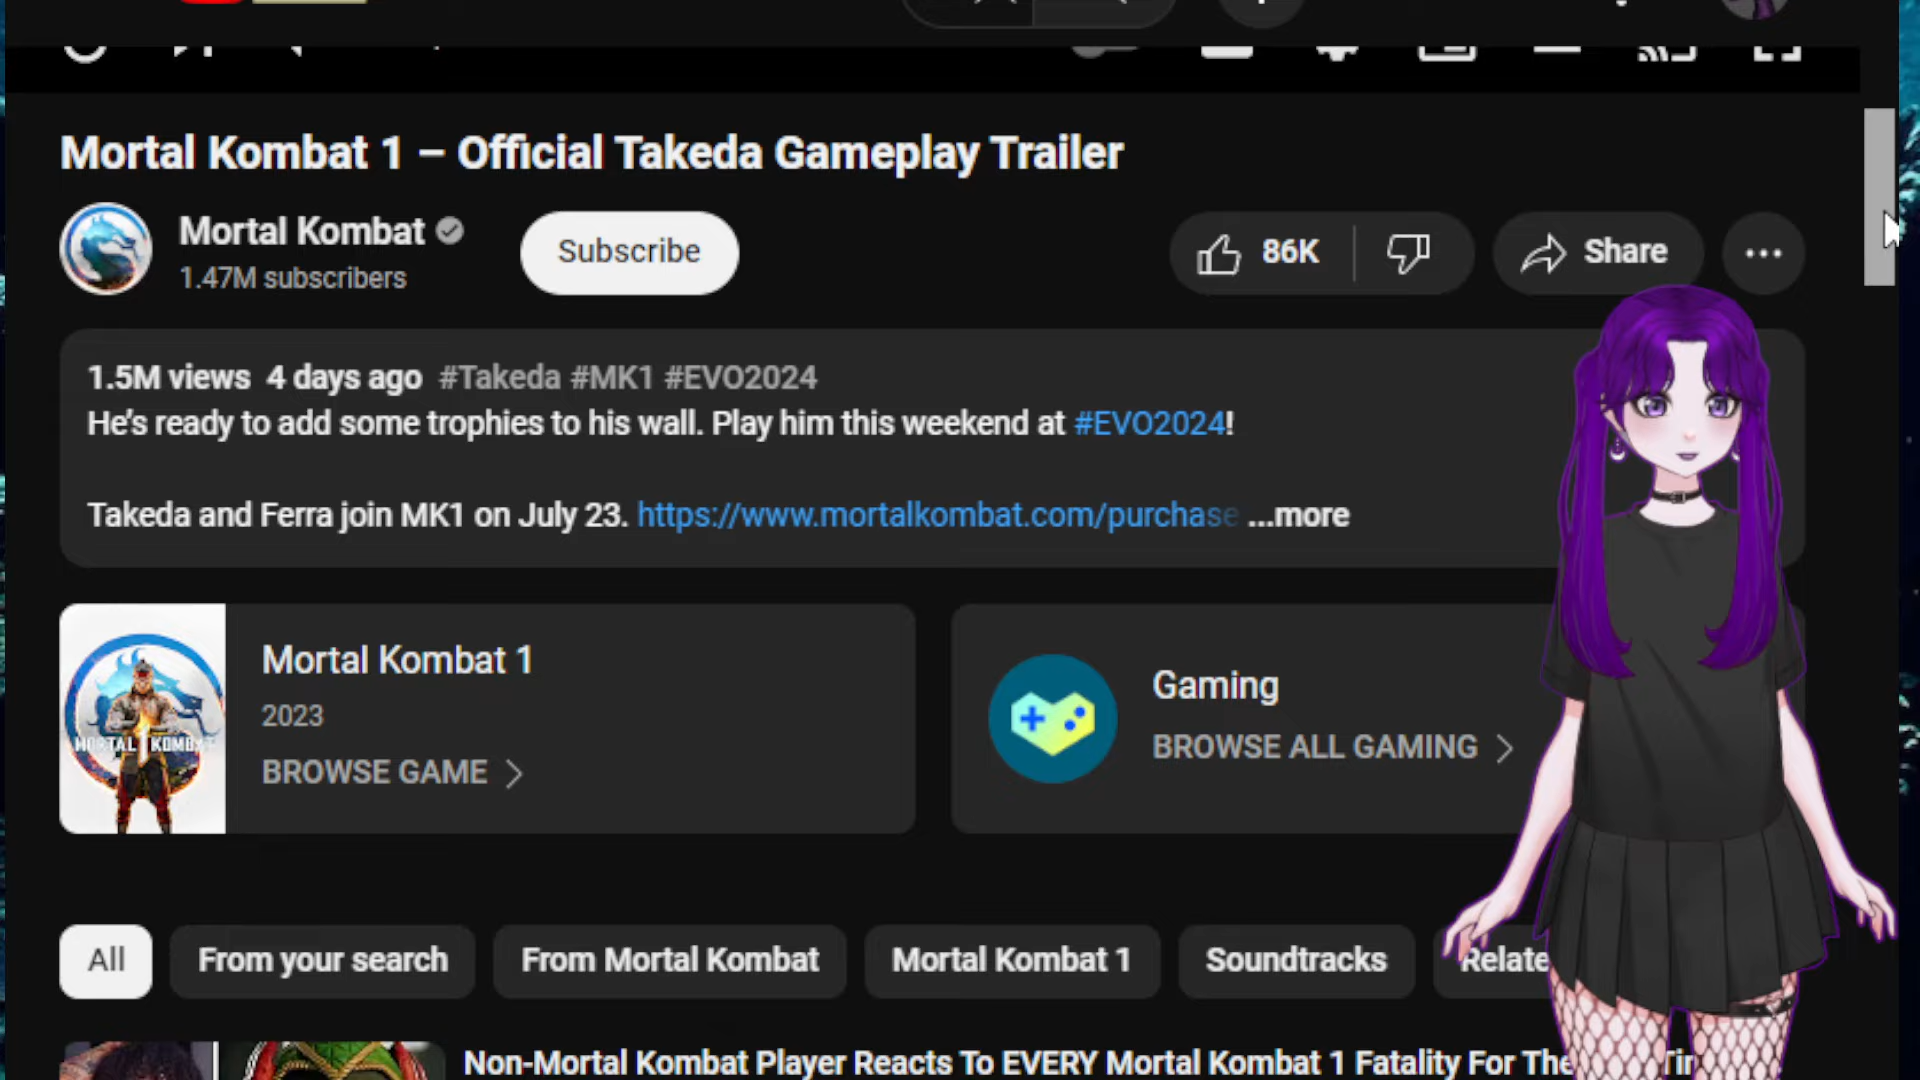 Mortal Kombat 1 – Official Takeda Gameplay Trailer
Mortal Kombat
1.47M subscribers
Subscribe
86K
Share
1.5M views 4 days ago #Takeda #MK1 #EVO2024
He's ready to add some trophies to his wall. Play him this weekend at #EVO2024!
Takeda and Ferra join MK1 on July 23. https://www.mortalkombat.com/purchase ...more
MORTAL KOMBAT 1
Mortal Kombat 1
2023
BROWSE GAME
Gaming
BROWSE ALL GAMING
All
From your search
From Mortal Kombat
Mortal Kombat 1
Soundtracks
Relate
Non-Mortal Kombat Player Reacts To EVERY Mortal Kombat 1 Fatality For The